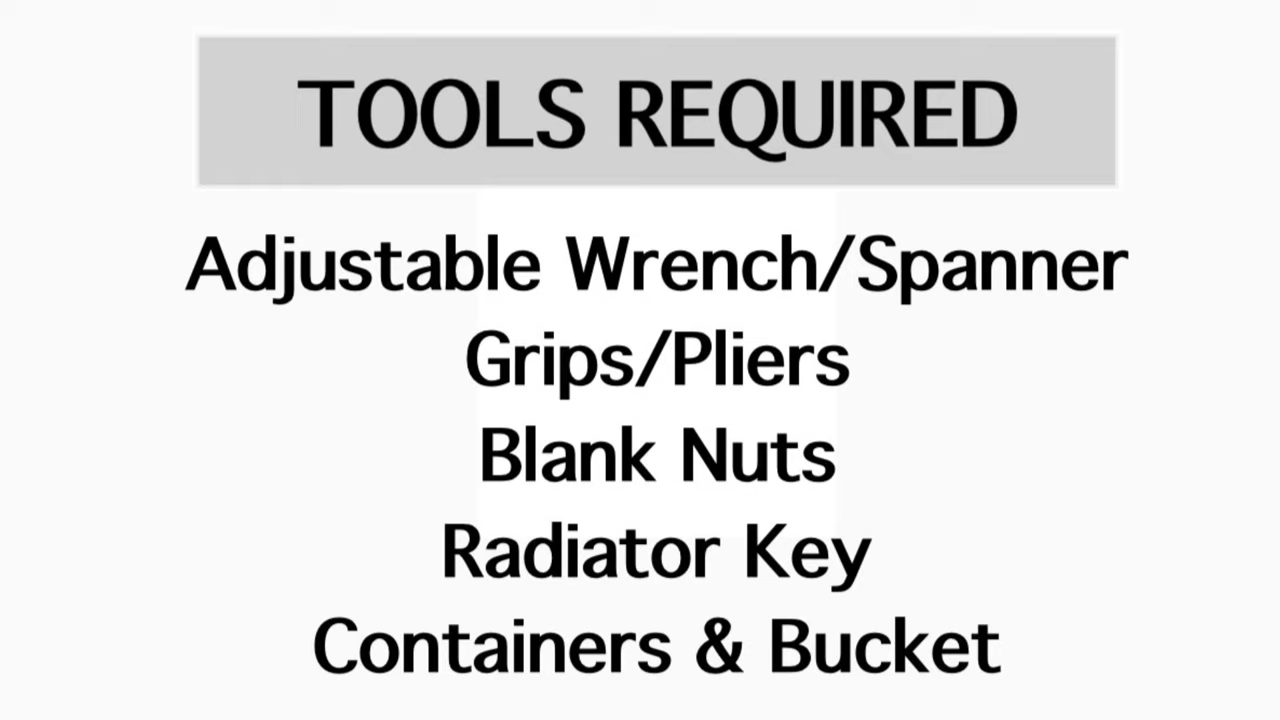 TOOLS REQUIRED
Adjustable Wrench/Spanner
Grips/Pliers
Blank Nuts
Radiator Key
Containers & Bucket